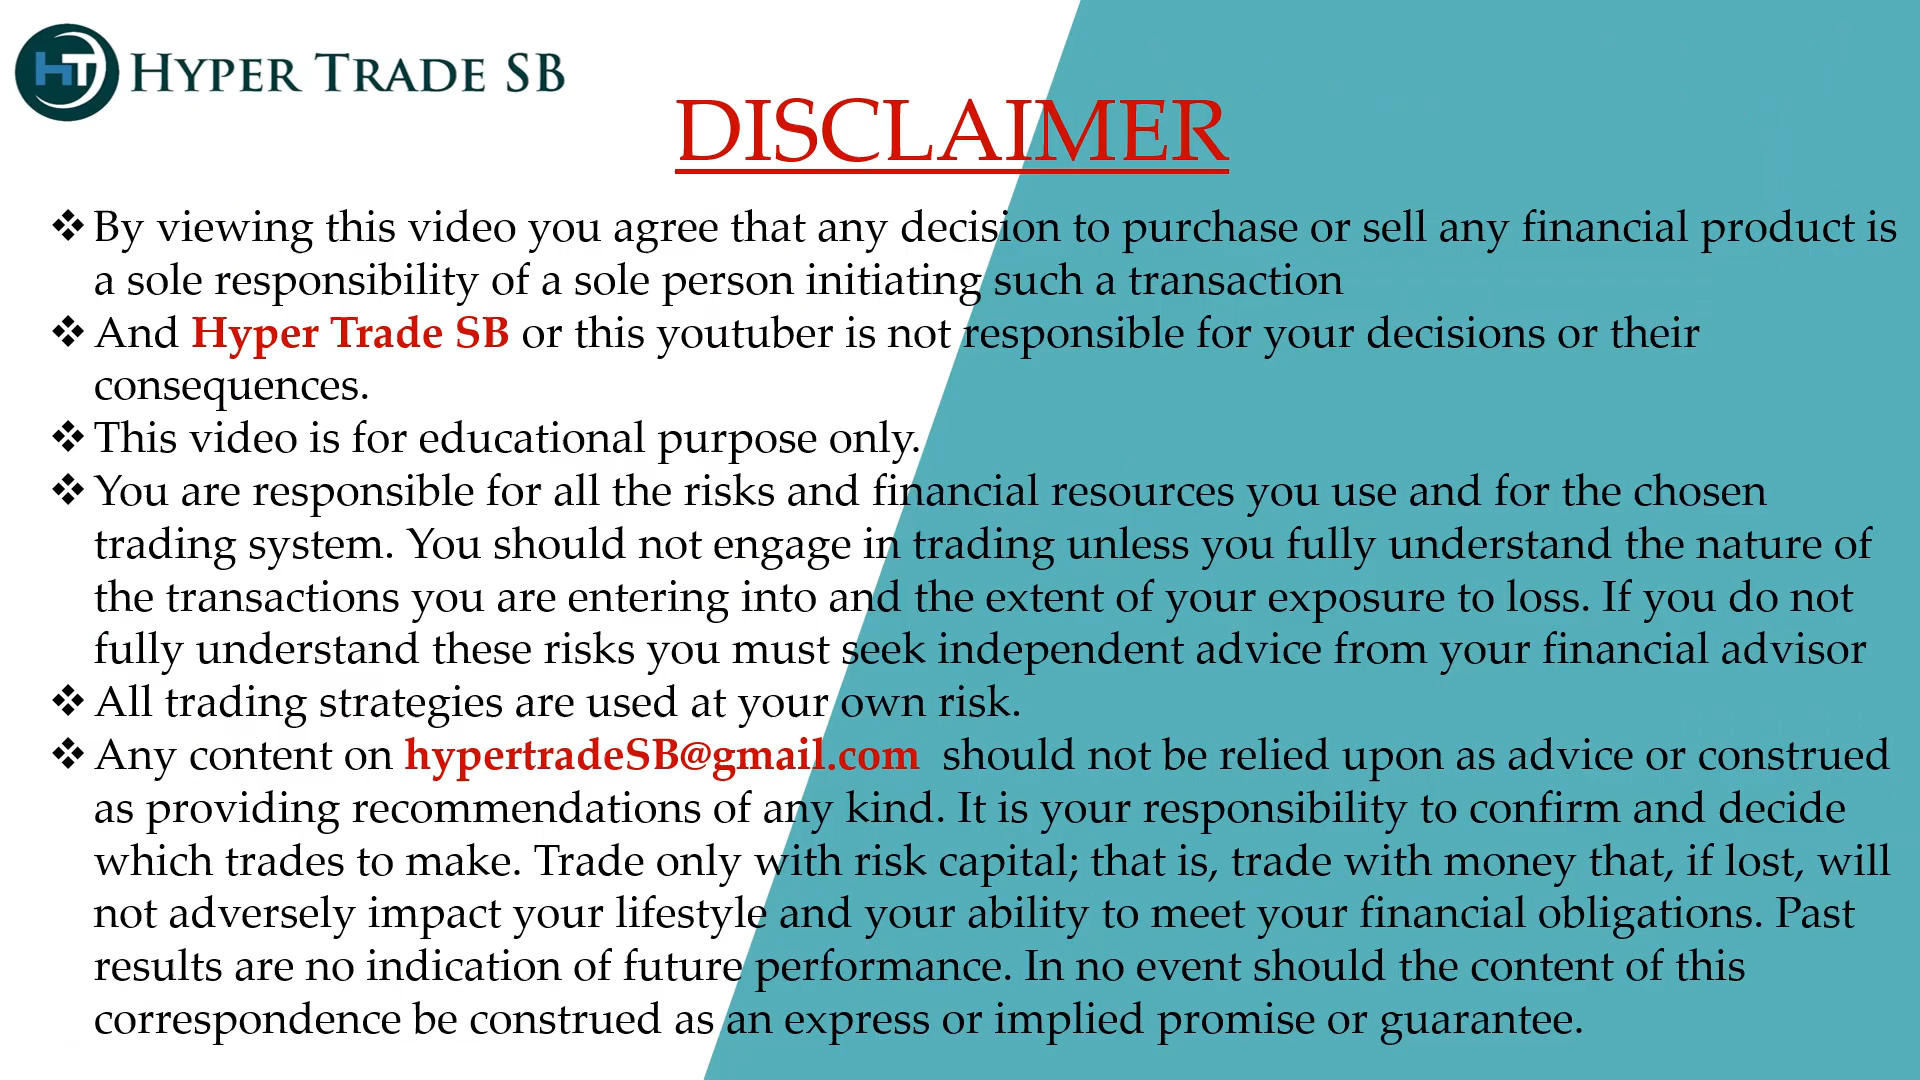 HT HYPER TRADE SB
DISCLAIMER
❖ By viewing this video you agree that any decision to purchase or sell any financial product is
a sole responsibility of a sole person initiating such a transaction
❖ And Hyper Trade SB or this youtuber is not responsible for your decisions or their
consequences.
❖ This video is for educational purpose only.
❖ You are responsible for all the risks and financial resources you use and for the chosen
trading system. You should not engage in trading unless you fully understand the nature of
the transactions you are entering into and the extent of your exposure to loss. If you do not
fully understand these risks you must seek independent advice from your financial advisor
❖ All trading strategies are used at your own risk.
❖ Any content on hypertradeSB@gmail.com should not be relied upon as advice or construed
as providing recommendations of any kind. It is your responsibility to confirm and decide
which trades to make. Trade only with risk capital; that is, trade with money that, if lost, will
not adversely impact your lifestyle and your ability to meet your financial obligations. Past
results are no indication of future performance. In no event should the content of this
correspondence be construed as an express or implied promise or guarantee.